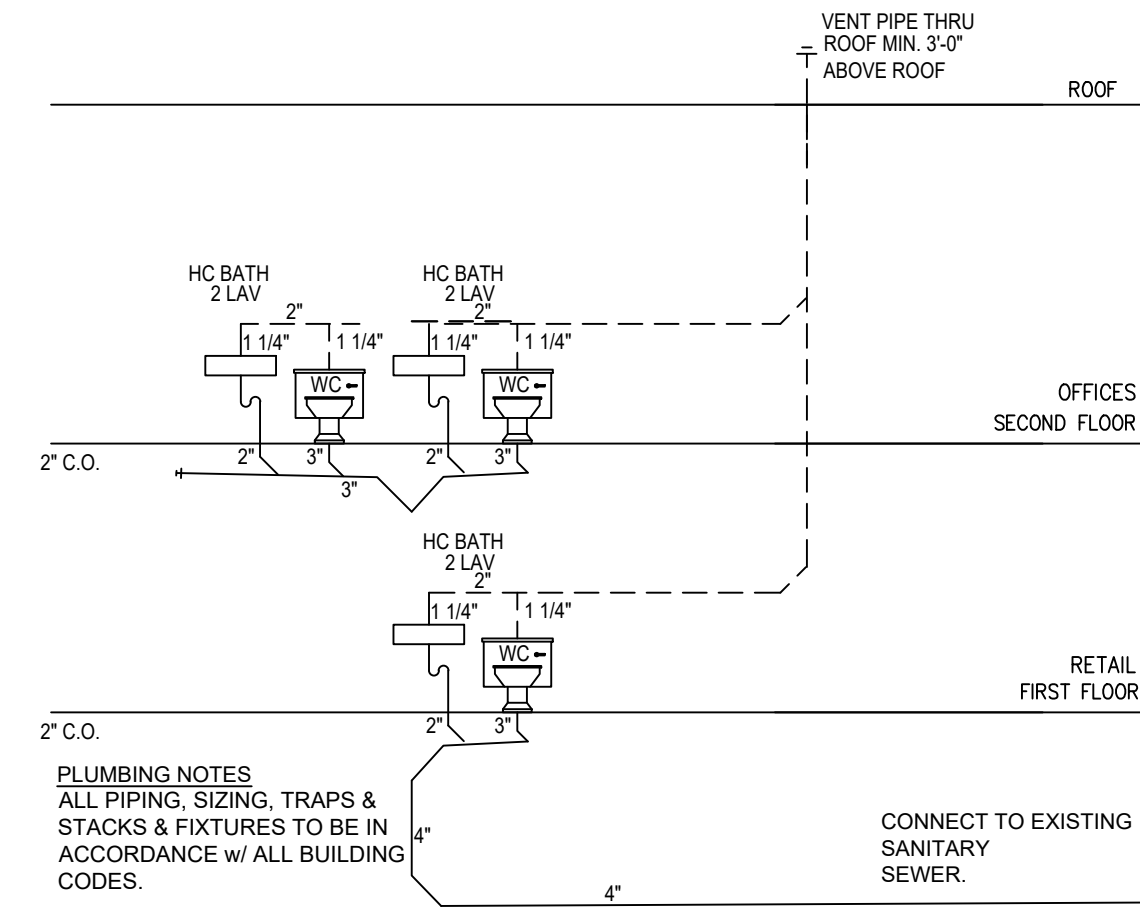 VENT PIPE THRU
ROOF MIN. 3'-0"
ABOVE ROOF
ROOF
HC BATH
2 LAV
2"
1 1/4"
1 1/4"
HC BATH
2 LAV
2"
1 1/4"
1 1/4"
WC
WC
OFFICES
SECOND FLOOR
2" C.O.
2"
3"
2"
3"
3"
HC BATH
2 LAV
2"
1 1/4"
1 1/4"
WC
RETAIL
FIRST FLOOR
2" C.O.
2"
3"
PLUMBING NOTES
ALL PIPING, SIZING, TRAPS &
STACKS & FIXTURES TO BE IN
ACCORDANCE w/ ALL BUILDING
CODES.
4"
4"
CONNECT TO EXISTING
SANITARY
SEWER.